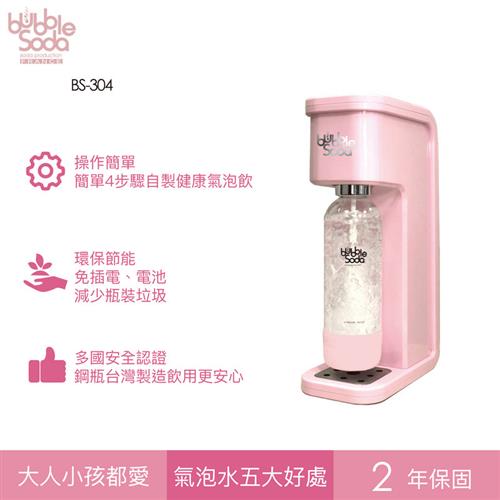 bubble
Soda
soda production
FRANCE
BS-304
操作簡單
簡單4步驟自製健康氣泡飲
bubble
Soda
環保節能
免插電、電池
減少瓶裝垃圾
bubble
Soda
多國安全認證
鋼瓶台灣製造飲用更安心
大人小孩都愛
氣泡水五大好處
2 年保固